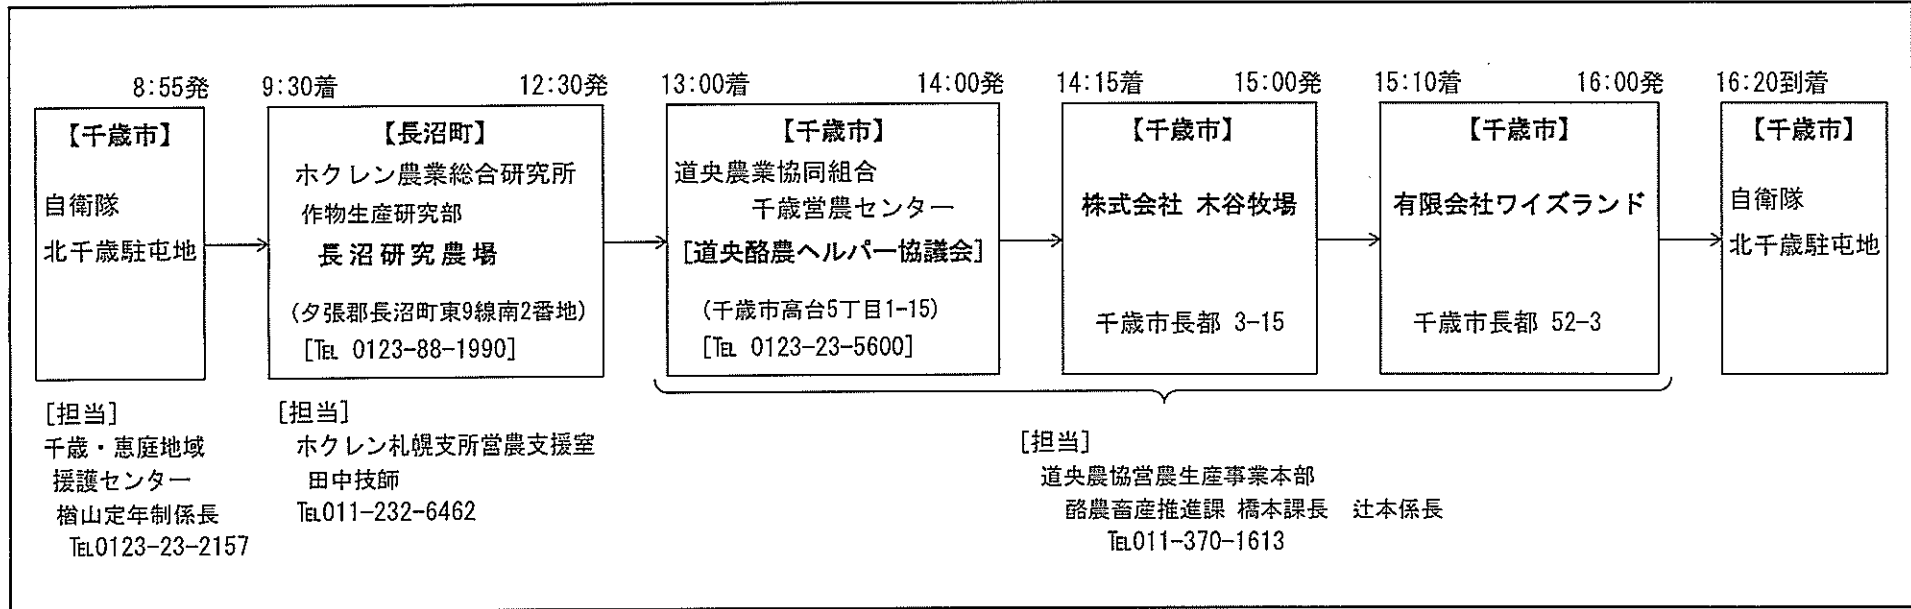 8:55発 9:30着 12:30発 13:00着 14:00発 14:15着 15:00発 15:10着 16:00発 16:20到着
【千歳市】
自衛隊
北千歳駐屯地
【長沼町】
ホクレン農業総合研究所
作物生産研究部
長沼研究農場
(夕張郡長沼町東9線南2番地)
[℡ 0123-88-1990]
【千歳市】
道央農業協同組合
千歳営農センター
[道央酪農ヘルパー協議会]
(千歳市高台5丁目1-15)
[℡ 0123-23-5600]
【千歳市】
株式会社 木谷牧場
千歳市長都 3-15
【千歳市】
有限会社ワイズランド
千歳市長都 52-3
【千歳市】
自衛隊
北千歳駐屯地
[担当]
千歳・恵庭地域
援護センター
楢山定年制係長
℡0123-23-2157
[担当]
ホクレン札幌支所営農支援室
田中技師
℡011-232-6462
[担当]
道央農協営農生産事業本部
酪農畜産推進課 橋本課長 辻本係長
℡011-370-1613